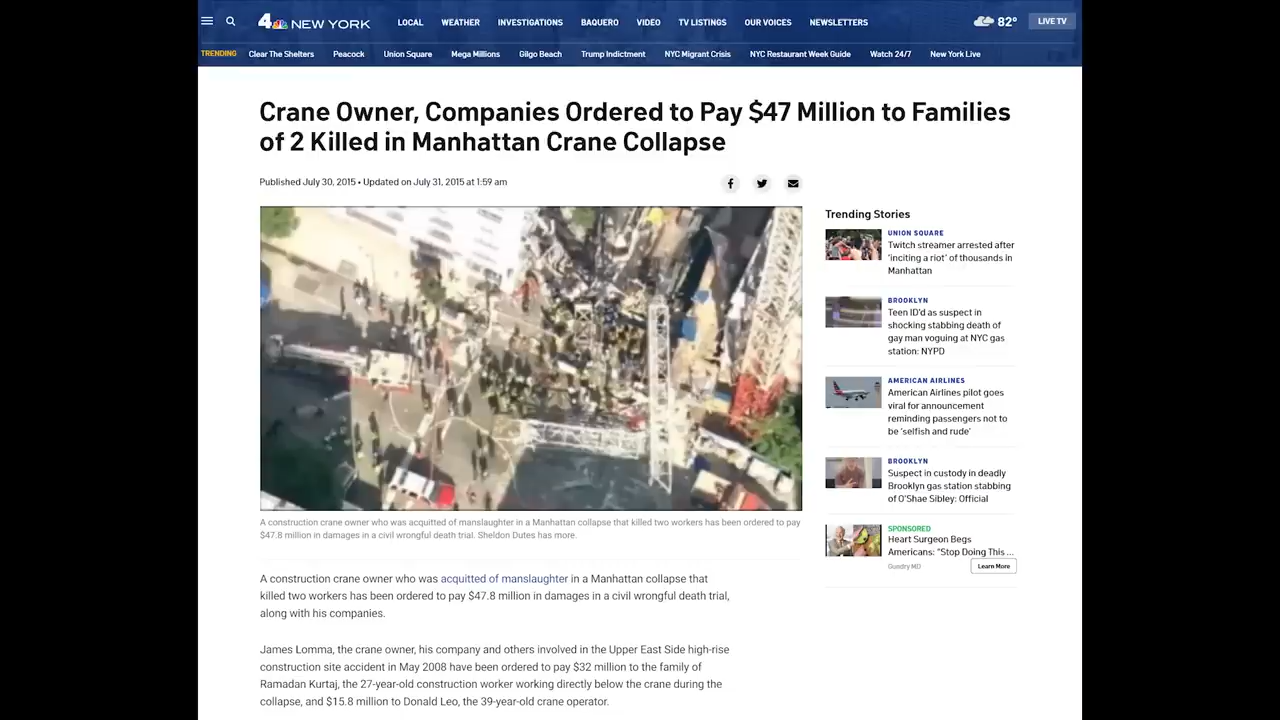 4 NEW YORK
LOCAL WEATHER INVESTIGATIONS BAQUERO VIDEO TV LISTINGS OUR VOICES NEWSLETTERS
82° LIVE TV
TRENDING Clear The Shelters Peacock Union Square Mega Millions Gilgo Beach Trump Indictment NYC Migrant Crisis NYC Restaurant Week Guide Watch 24/7 New York Live
Crane Owner, Companies Ordered to Pay $47 Million to Families
of 2 Killed in Manhattan Crane Collapse
Published July 30, 2015 • Updated on July 31, 2015 at 1:59 am
A construction crane owner who was acquitted of manslaughter in a Manhattan collapse that killed two workers has been ordered to pay
$47.8 million in damages in a civil wrongful death trial. Sheldon Dutes has more.
A construction crane owner who was acquitted of manslaughter in a Manhattan collapse that
killed two workers has been ordered to pay $47.8 million in damages in a civil wrongful death trial,
along with his companies.
James Lomma, the crane owner, his company and others involved in the Upper East Side high-rise
construction site accident in May 2008 have been ordered to pay $32 million to the family of
Ramadan Kurtaj, the 27-year-old construction worker working directly below the crane during the
collapse, and $15.8 million to Donald Leo, the 39-year-old crane operator.
Trending Stories
UNION SQUARE
Twitch streamer arrested after
'inciting a riot' of thousands in
Manhattan
BROOKLYN
Teen ID'd as suspect in
shocking stabbing death of
gay man voguing at NYC gas
station: NYPD
AMERICAN AIRLINES
American Airlines pilot goes
viral for announcement
reminding passengers not to
be 'selfish and rude'
BROOKLYN
Suspect in custody in deadly
Brooklyn gas station stabbing
of O'Shae Sibley: Official
SPONSORED
Heart Surgeon Begs
Americans: "Stop Doing This ...
Gundry MD
Learn More